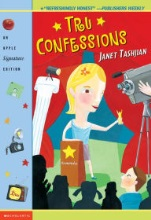 "REFRESHINGLY HONEST" —PUBLISHERS WEEKLY
TRU
CONFESSIONS
JANET TASHJIAN
AN
APPLE
Signature
EDITION